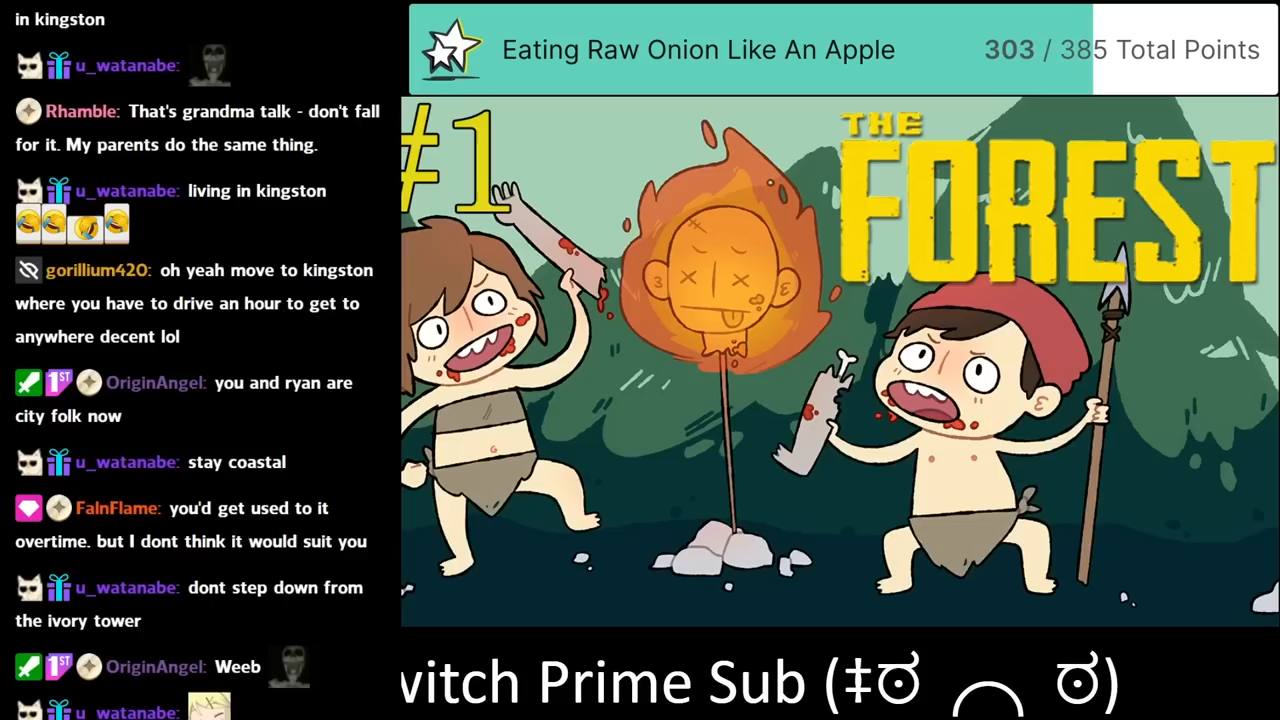 in kingston
u_watanabe:
Rhamble: That's grandma talk - don't fall
for it. My parents do the same thing.
u_watanabe: living in kingston
gorillium420: oh yeah move to kingston
where you have to drive an hour to get to
anywhere decent lol
1ST OriginAngel: you and ryan are
city folk now
u_watanabe: stay coastal
FalnFlame: you'd get used to it
overtime. but I dont think it would suit you
u_watanabe: dont step down from
the ivory tower
1ST OriginAngel: Weeb
u_watanabe:
Eating Raw Onion Like An Apple 303 / 385 Total Points
#1
THE
FOREST
witch Prime Sub (‡ಠ ⁔ ಠ)